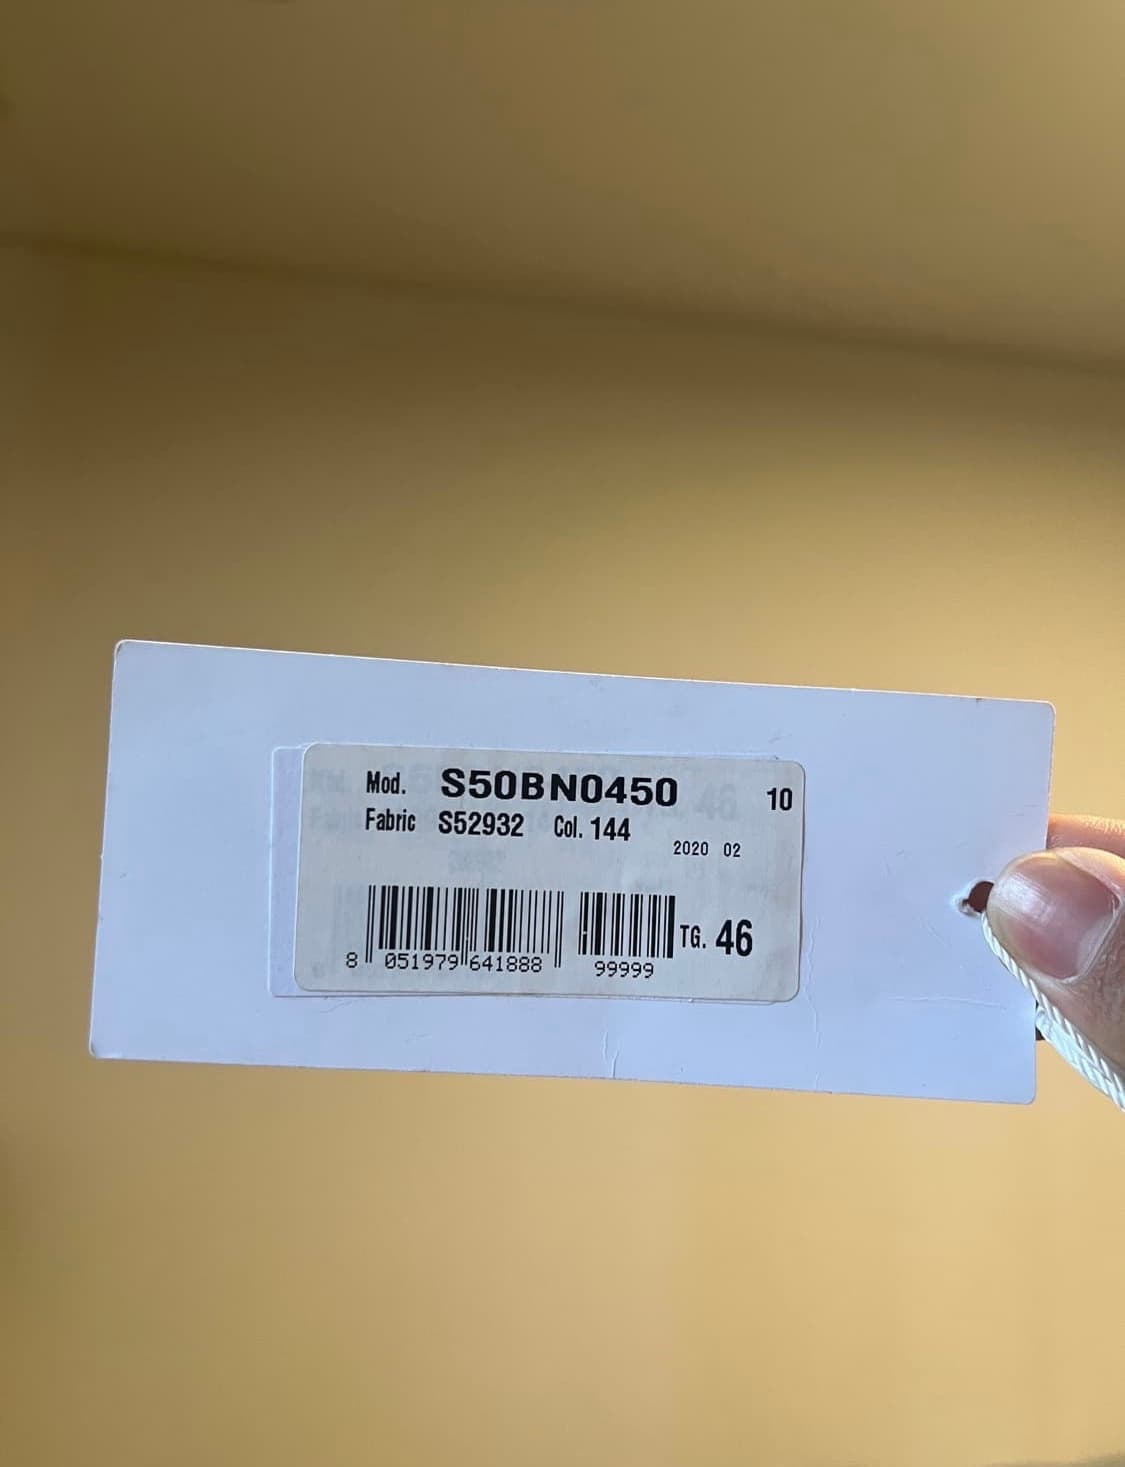 Mod. S50BN0450 10
Fabric S52932 Col. 144
2020 02
TG. 46
8 051979 641888 99999